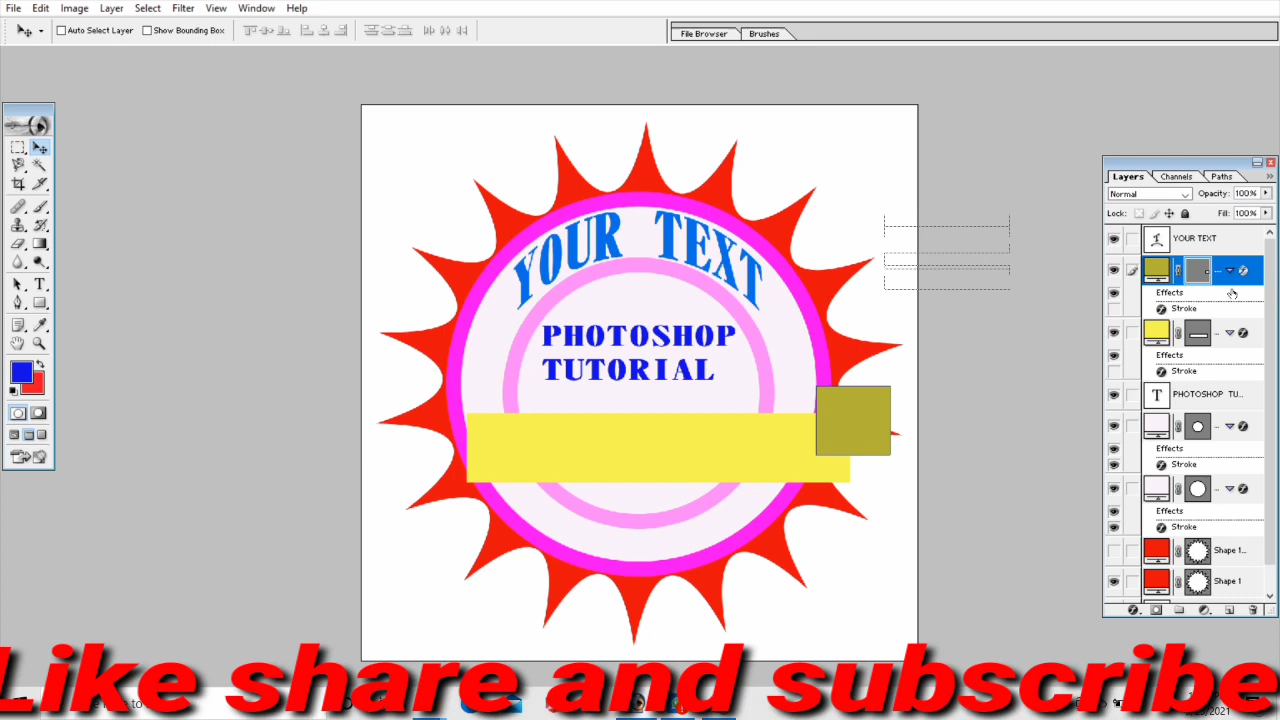 File Edit Image Layer Select Filter View Window Help
Auto Select Layer Show Bounding Box
File Browser Brushes
YOUR TEXT
PHOTOSHOP
TUTORIAL
Layers Channels Paths
Normal Opacity: 100%
Lock: Fill: 100%
YOUR TEXT
...
Effects
Stroke
...
Effects
Stroke
T PHOTOSHOP TU...
...
Effects
Stroke
...
Effects
Stroke
Shape 1...
Shape 1
Like share and subscribe